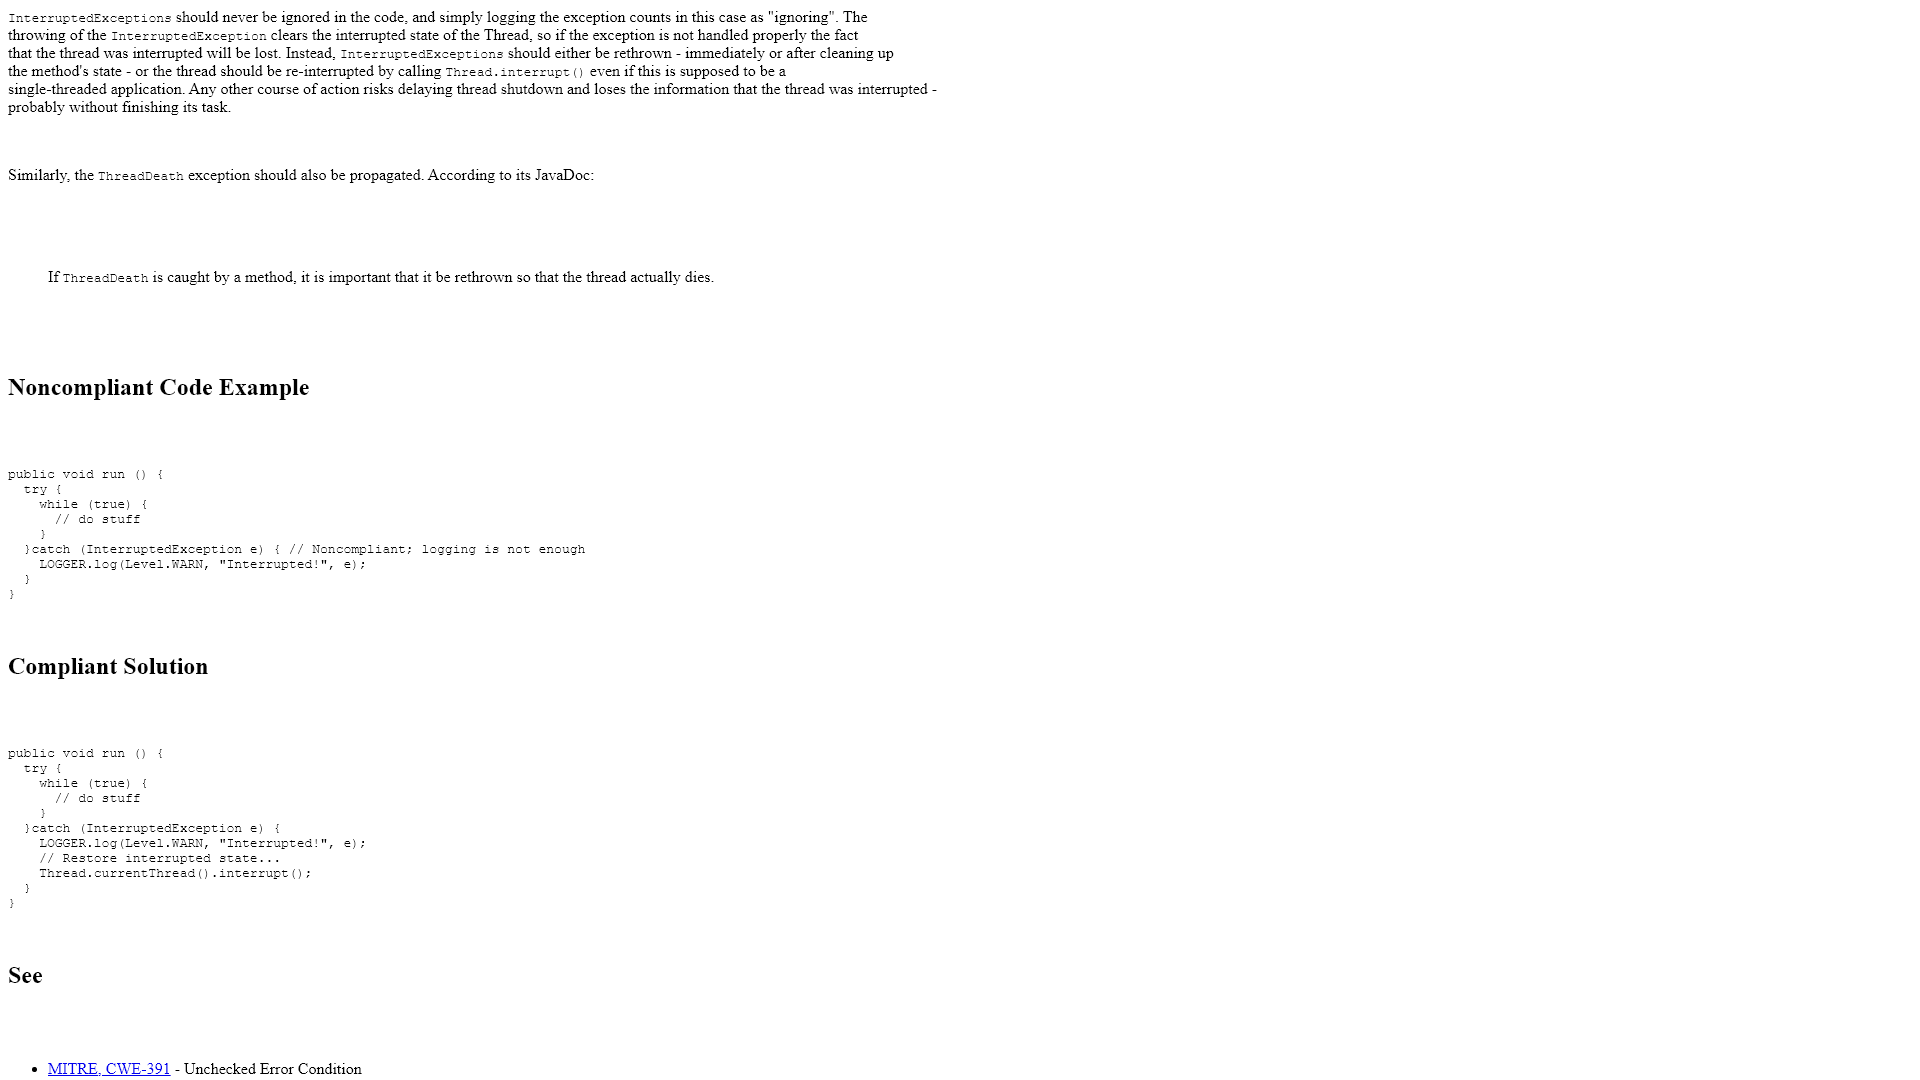 InterruptedExceptions should never be ignored in the code, and simply logging the exception counts in this case as "ignoring". The
throwing of the InterruptedException clears the interrupted state of the Thread, so if the exception is not handled properly the fact
that the thread was interrupted will be lost. Instead, InterruptedExceptions should either be rethrown - immediately or after cleaning up
the method's state - or the thread should be re-interrupted by calling Thread.interrupt() even if this is supposed to be a
single-threaded application. Any other course of action risks delaying thread shutdown and loses the information that the thread was interrupted -
probably without finishing its task.
Similarly, the ThreadDeath exception should also be propagated. According to its JavaDoc:
If ThreadDeath is caught by a method, it is important that it be rethrown so that the thread actually dies.
Noncompliant Code Example
public void run () {
  try {
    while (true) {
      // do stuff
    }
  }catch (InterruptedException e) { // Noncompliant; logging is not enough
    LOGGER.log(Level.WARN, "Interrupted!", e);
  }
}
Compliant Solution
public void run () {
  try {
    while (true) {
      // do stuff
    }
  }catch (InterruptedException e) {
    LOGGER.log(Level.WARN, "Interrupted!", e);
    // Restore interrupted state...
    Thread.currentThread().interrupt();
  }
}
See
• MITRE, CWE-391 - Unchecked Error Condition